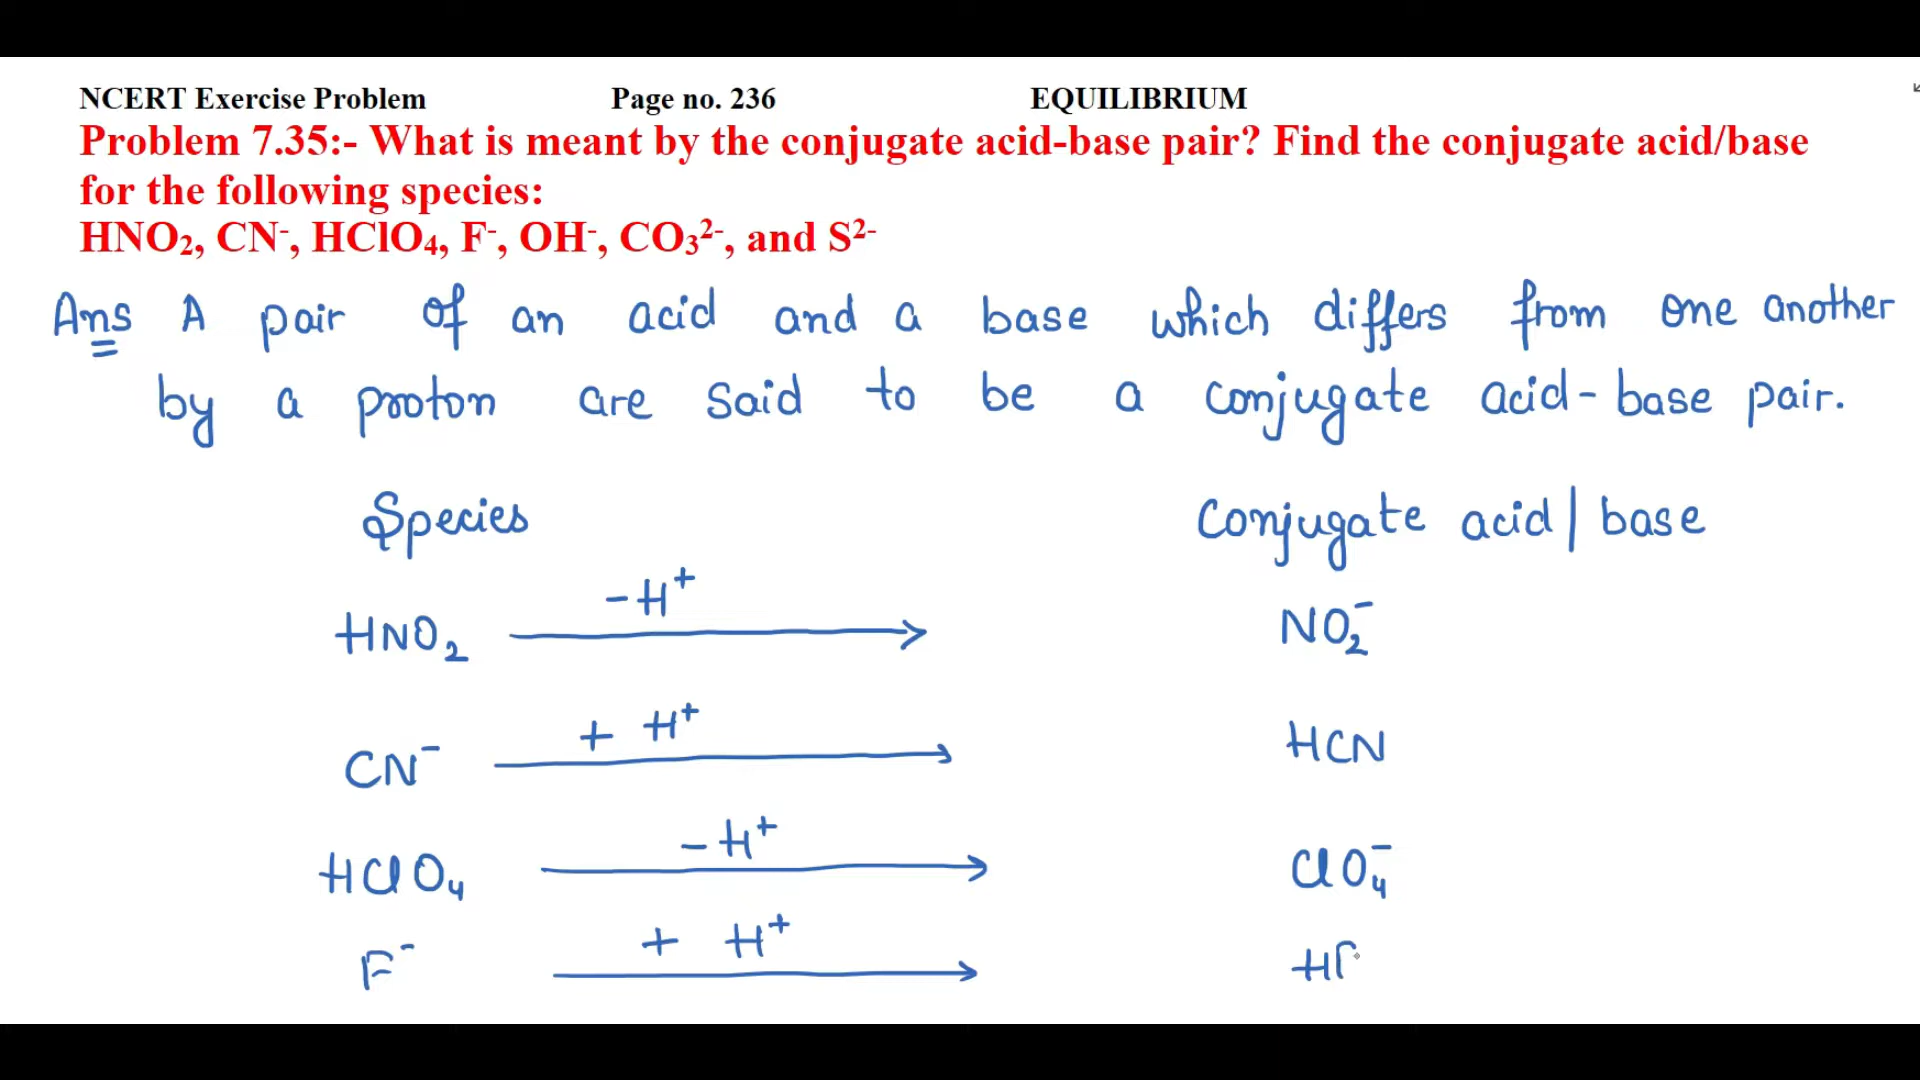 NCERT Exercise Problem Page no. 236 EQUILIBRIUM
Problem 7.35:- What is meant by the conjugate acid-base pair? Find the conjugate acid/base
for the following species:
HNO₂, CN⁻, HClO₄, F⁻, OH⁻, CO₃²⁻, and S²⁻
Ans A pair of an acid and a base which differs from one another
by a proton are said to be a conjugate acid-base pair.
Species Conjugate acid/base
-H⁺
HNO₂ → NO₂⁻
+ H⁺
CN⁻ → HCN
-H⁺
HClO₄ → ClO₄⁻
+ H⁺
F⁻ → H